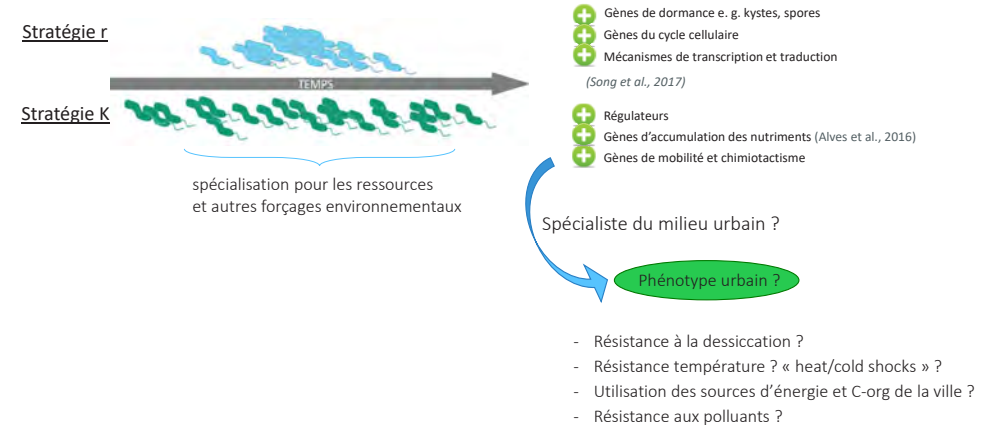 Stratégie r
Gènes de dormance e. g. kystes, spores
Gènes du cycle cellulaire
Mécanismes de transcription et traduction
(Song et al., 2017)
TEMPS
Stratégie K
Régulateurs
Gènes d'accumulation des nutriments (Alves et al., 2016)
Gènes de mobilité et chimiotactisme
spécialisation pour les ressources
et autres forçages environnementaux
Spécialiste du milieu urbain ?
Phénotype urbain ?
- Résistance à la dessiccation ?
- Résistance température ? « heat/cold shocks » ?
- Utilisation des sources d'énergie et C-org de la ville ?
- Résistance aux polluants ?